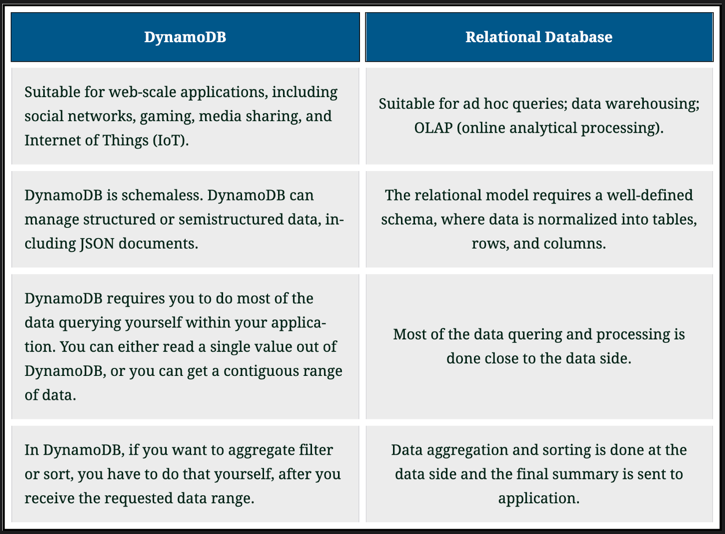 DynamoDB
Relational Database
Suitable for web-scale applications, including
social networks, gaming, media sharing, and
Internet of Things (IoT).
Suitable for ad hoc queries; data warehousing;
OLAP (online analytical processing).
DynamoDB is schemaless. DynamoDB can
manage structured or semistructured data, in-
cluding JSON documents.
The relational model requires a well-defined
schema, where data is normalized into tables,
rows, and columns.
DynamoDB requires you to do most of the
data querying yourself within your applica-
tion. You can either read a single value out of
DynamoDB, or you can get a contiguous range
of data.
Most of the data quering and processing is
done close to the data side.
In DynamoDB, if you want to aggregate filter
or sort, you have to do that yourself, after you
receive the requested data range.
Data aggregation and sorting is done at the
data side and the final summary is sent to
application.